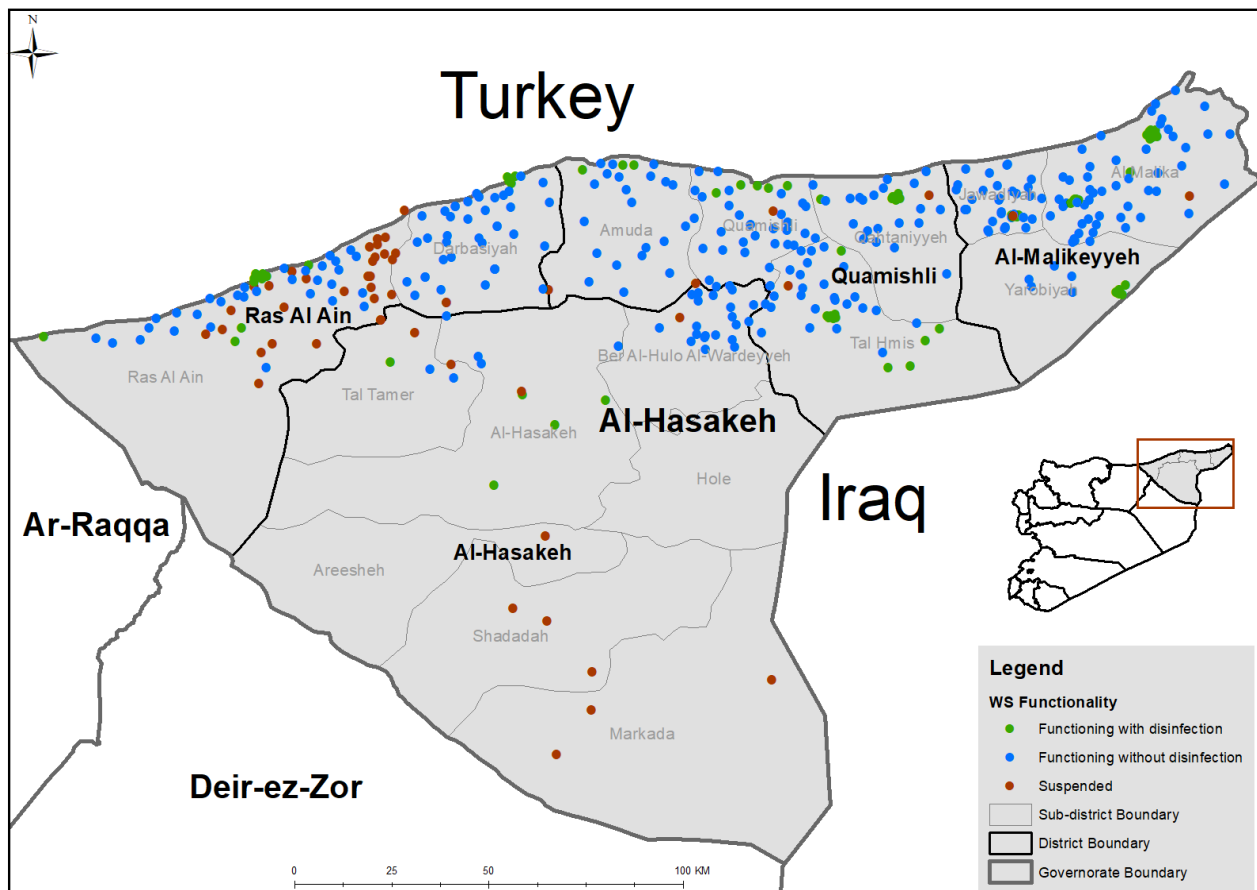 N
Turkey
Al-Malika
Jawadiyah
Amuda
Quamishli
Qahtaniyyeh
Darbasiyah
Al-Malikeyyeh
Quamishli
Yarobiyah
Ras Al Ain
Tal Hmis
Bei Al-Hulo Al-Wardeyyeh
Ras Al Ain
Tal Tamer
Al-Hasakeh
Al-Hasakeh
Hole
Iraq
Ar-Raqqa
Al-Hasakeh
Areesheh
Shadadah
Markada
Deir-ez-Zor
Legend
WS Functionality
Functioning with disinfection
Functioning without disinfection
Suspended
Sub-district Boundary
District Boundary
Governorate Boundary
0 25 50 100 KM